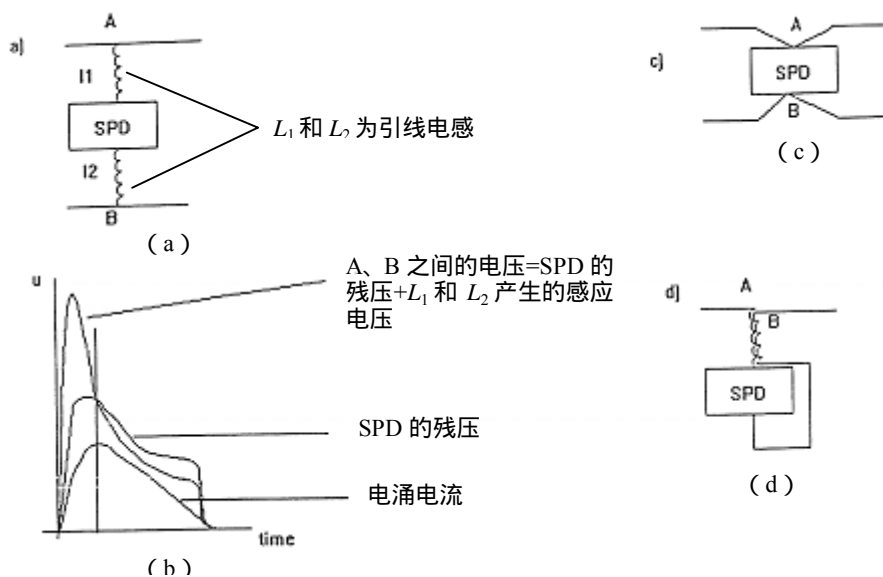 A
a)
l1
SPD
l2
B
L₁ 和 L₂ 为引线电感
（a）
A
c)
SPD
B
（c）
u
A、B 之间的电压=SPD 的
残压+L₁ 和 L₂ 产生的感应
电压
SPD 的残压
电涌电流
time
（b）
A
d)
B
SPD
（d）